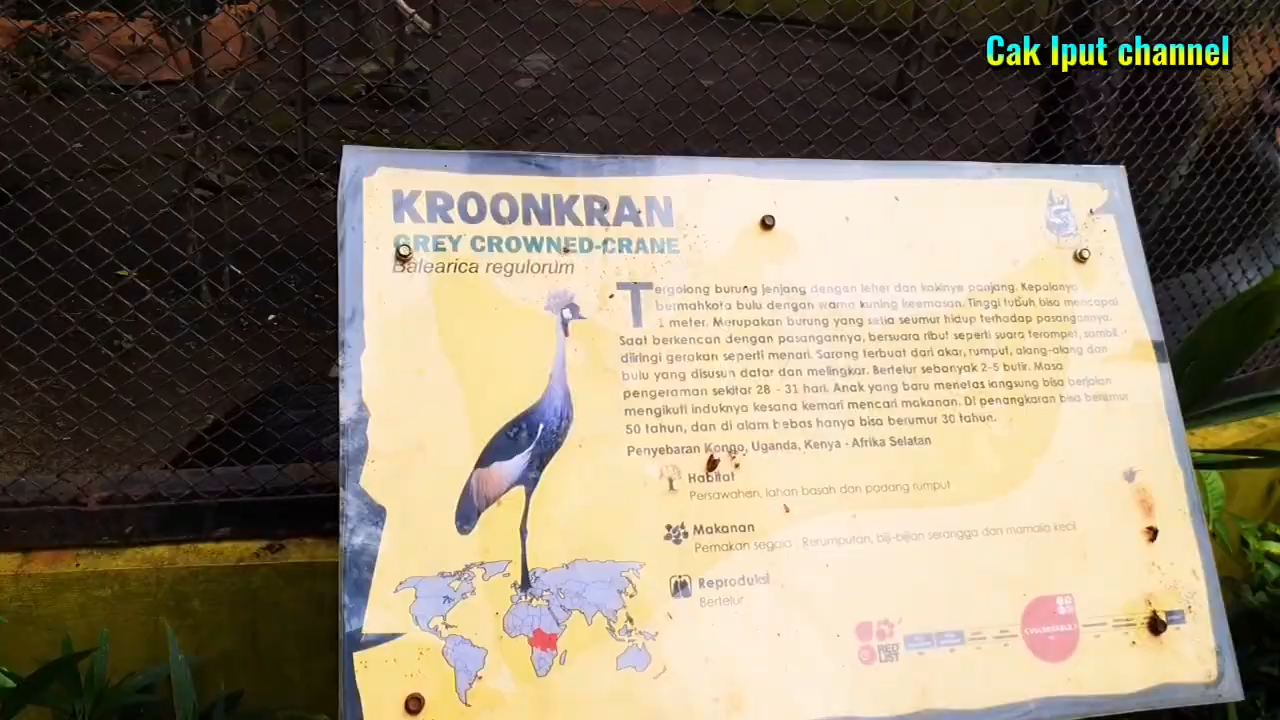 Cak Iput channel
KROONKRAN
GREY CROWNED-CRANE
Balearica regulorum
Tergolong burung jenjang dengan leher dan kakinya panjang. Kepalanya
bermahkota bulu dengan warna kuning keemasan. Tinggi tubuh bisa mencapai
1 meter. Merupakan burung yang setia seumur hidup terhadap pasangannya.
Saat berkencan dengan pasangannya, bersuara ribut seperti suara terompet, sambil
diiringi gerakan seperti menari. Sarang terbuat dari akar, rumput, alang-alang dan
bulu yang disusun datar dan melingkar. Bertelur sebanyak 2-5 butir. Masa
pengeraman sekitar 28 - 31 hari. Anak yang baru menetas langsung bisa berjalan
mengikuti induknya kesana kemari mencari makanan. Di penangkaran bisa berumur
50 tahun, dan di alam bebas hanya bisa berumur 30 tahun.
Penyebaran Kongo, Uganda, Kenya - Afrika Selatan
Habitat
Persawahan, lahan basah dan padang rumput
Makanan
Pemakan segala : Rerumputan, biji-bijian serangga dan mamalia kecil
Reproduksi
Bertelur
RED
LIST
VULNERABLE